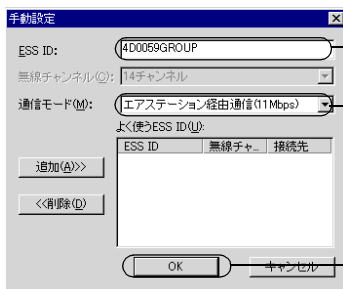 手動設定
ESS ID: 4D0059GROUP
無線チャンネル(C): 14チャンネル
通信モード(M): エアステーション経由通信(11Mbps)
よく使うESS ID(U):
ESS ID 無線チャ... 接続先
追加(A)>>
<<削除(D)
OK キャンセル